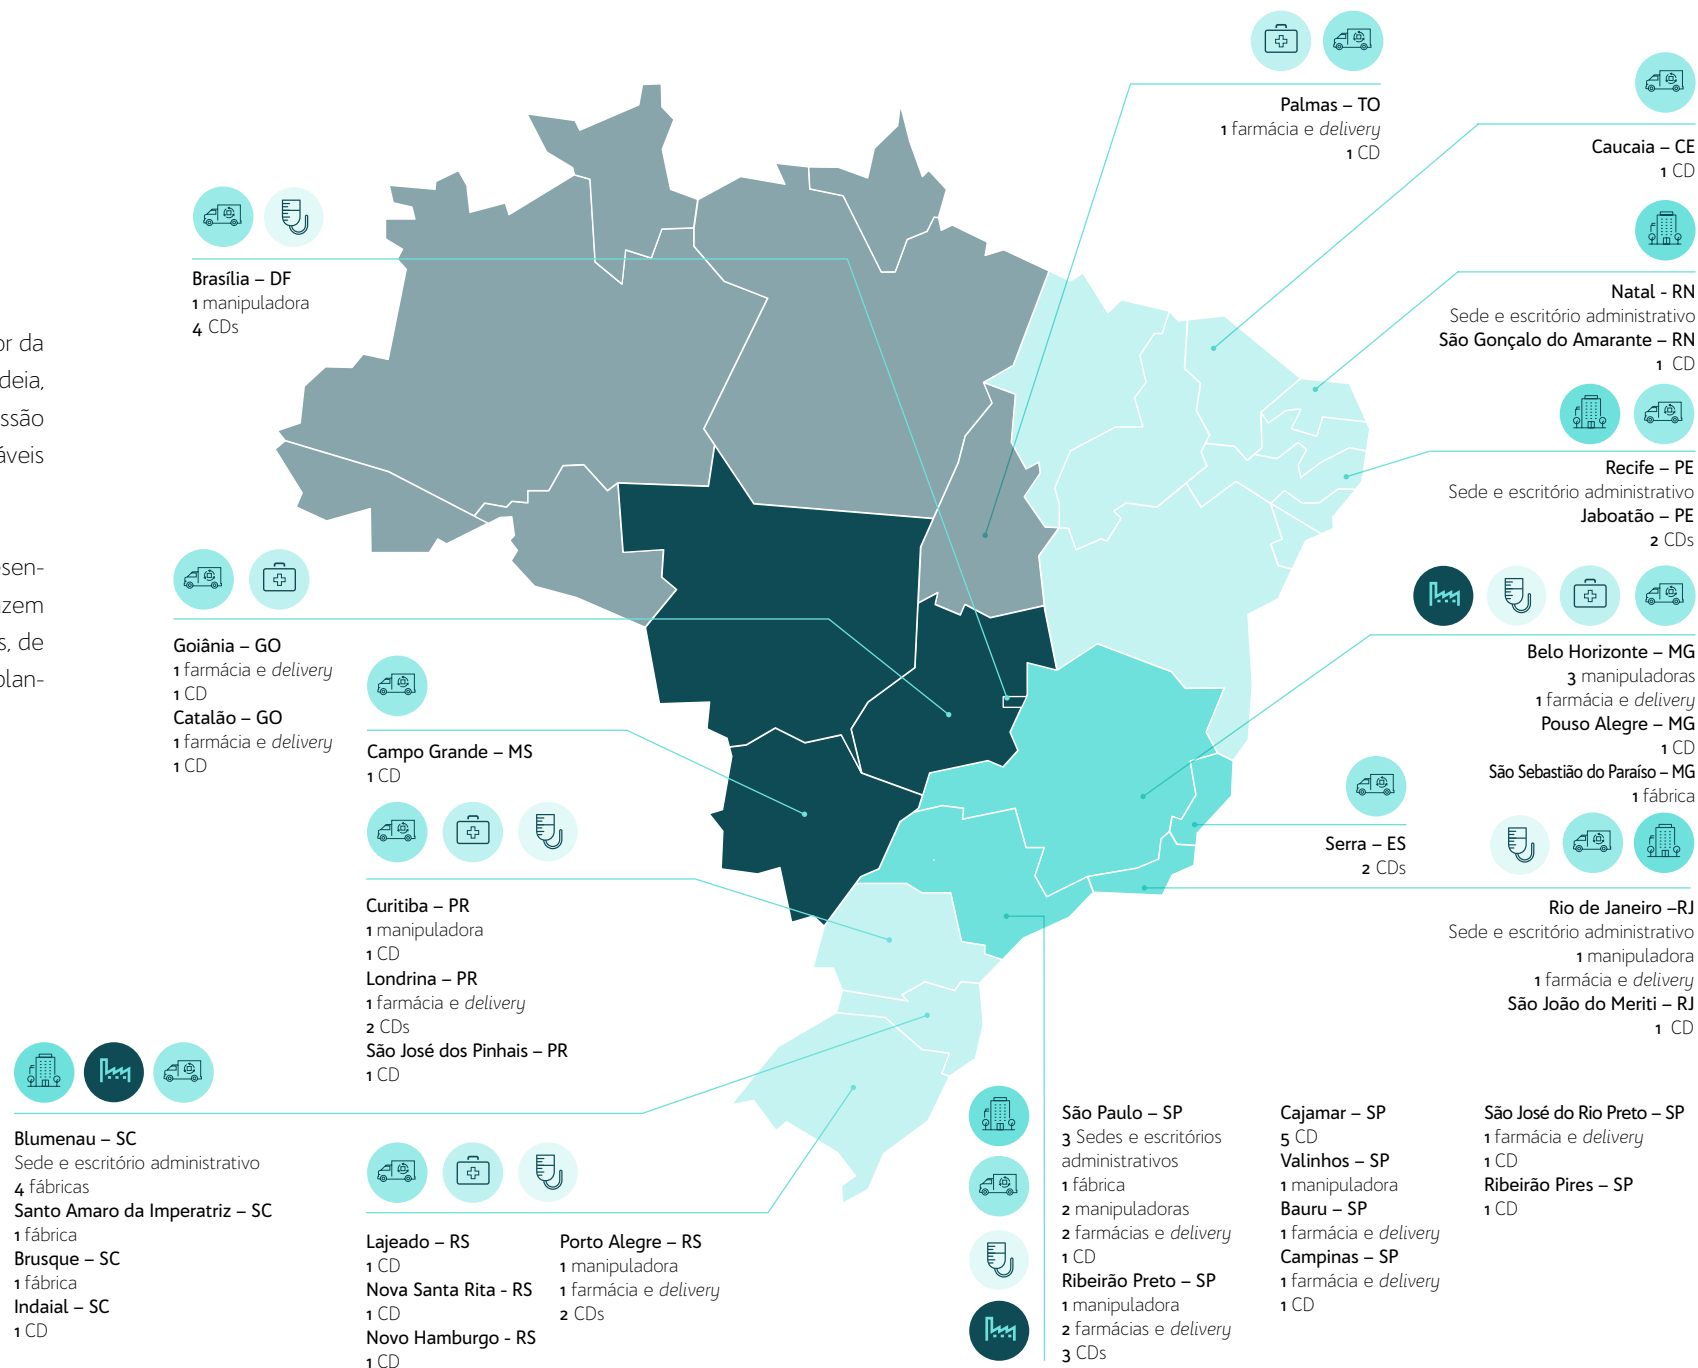 or da
deia,
ssão
áveis
esen-
zem
s, de
plan-
Palmas – TO
1 farmácia e delivery
1 CD
Caucaia – CE
1 CD
Brasília – DF
1 manipuladora
4 CDs
Natal - RN
Sede e escritório administrativo
São Gonçalo do Amarante – RN
1 CD
Recife – PE
Sede e escritório administrativo
Jaboatão – PE
2 CDs
Goiânia – GO
1 farmácia e delivery
1 CD
Catalão – GO
1 farmácia e delivery
1 CD
Belo Horizonte – MG
3 manipuladoras
1 farmácia e delivery
Pouso Alegre – MG
1 CD
São Sebastião do Paraíso – MG
1 fábrica
Campo Grande – MS
1 CD
Serra – ES
2 CDs
Curitiba – PR
1 manipuladora
1 CD
Londrina – PR
1 farmácia e delivery
2 CDs
São José dos Pinhais – PR
1 CD
Rio de Janeiro –RJ
Sede e escritório administrativo
1 manipuladora
1 farmácia e delivery
São João do Meriti – RJ
1 CD
Blumenau – SC
Sede e escritório administrativo
4 fábricas
Santo Amaro da Imperatriz – SC
1 fábrica
Brusque – SC
1 fábrica
Indaial – SC
1 CD
Lajeado – RS
1 CD
Nova Santa Rita - RS
1 CD
Novo Hamburgo - RS
1 CD
Porto Alegre – RS
1 manipuladora
1 farmácia e delivery
2 CDs
São Paulo – SP
3 Sedes e escritórios
administrativos
1 fábrica
2 manipuladoras
2 farmácias e delivery
1 CD
Ribeirão Preto – SP
1 manipuladora
2 farmácias e delivery
3 CDs
Cajamar – SP
5 CD
Valinhos – SP
1 manipuladora
Bauru – SP
1 farmácia e delivery
Campinas – SP
1 farmácia e delivery
1 CD
São José do Rio Preto – SP
1 farmácia e delivery
1 CD
Ribeirão Pires – SP
1 CD